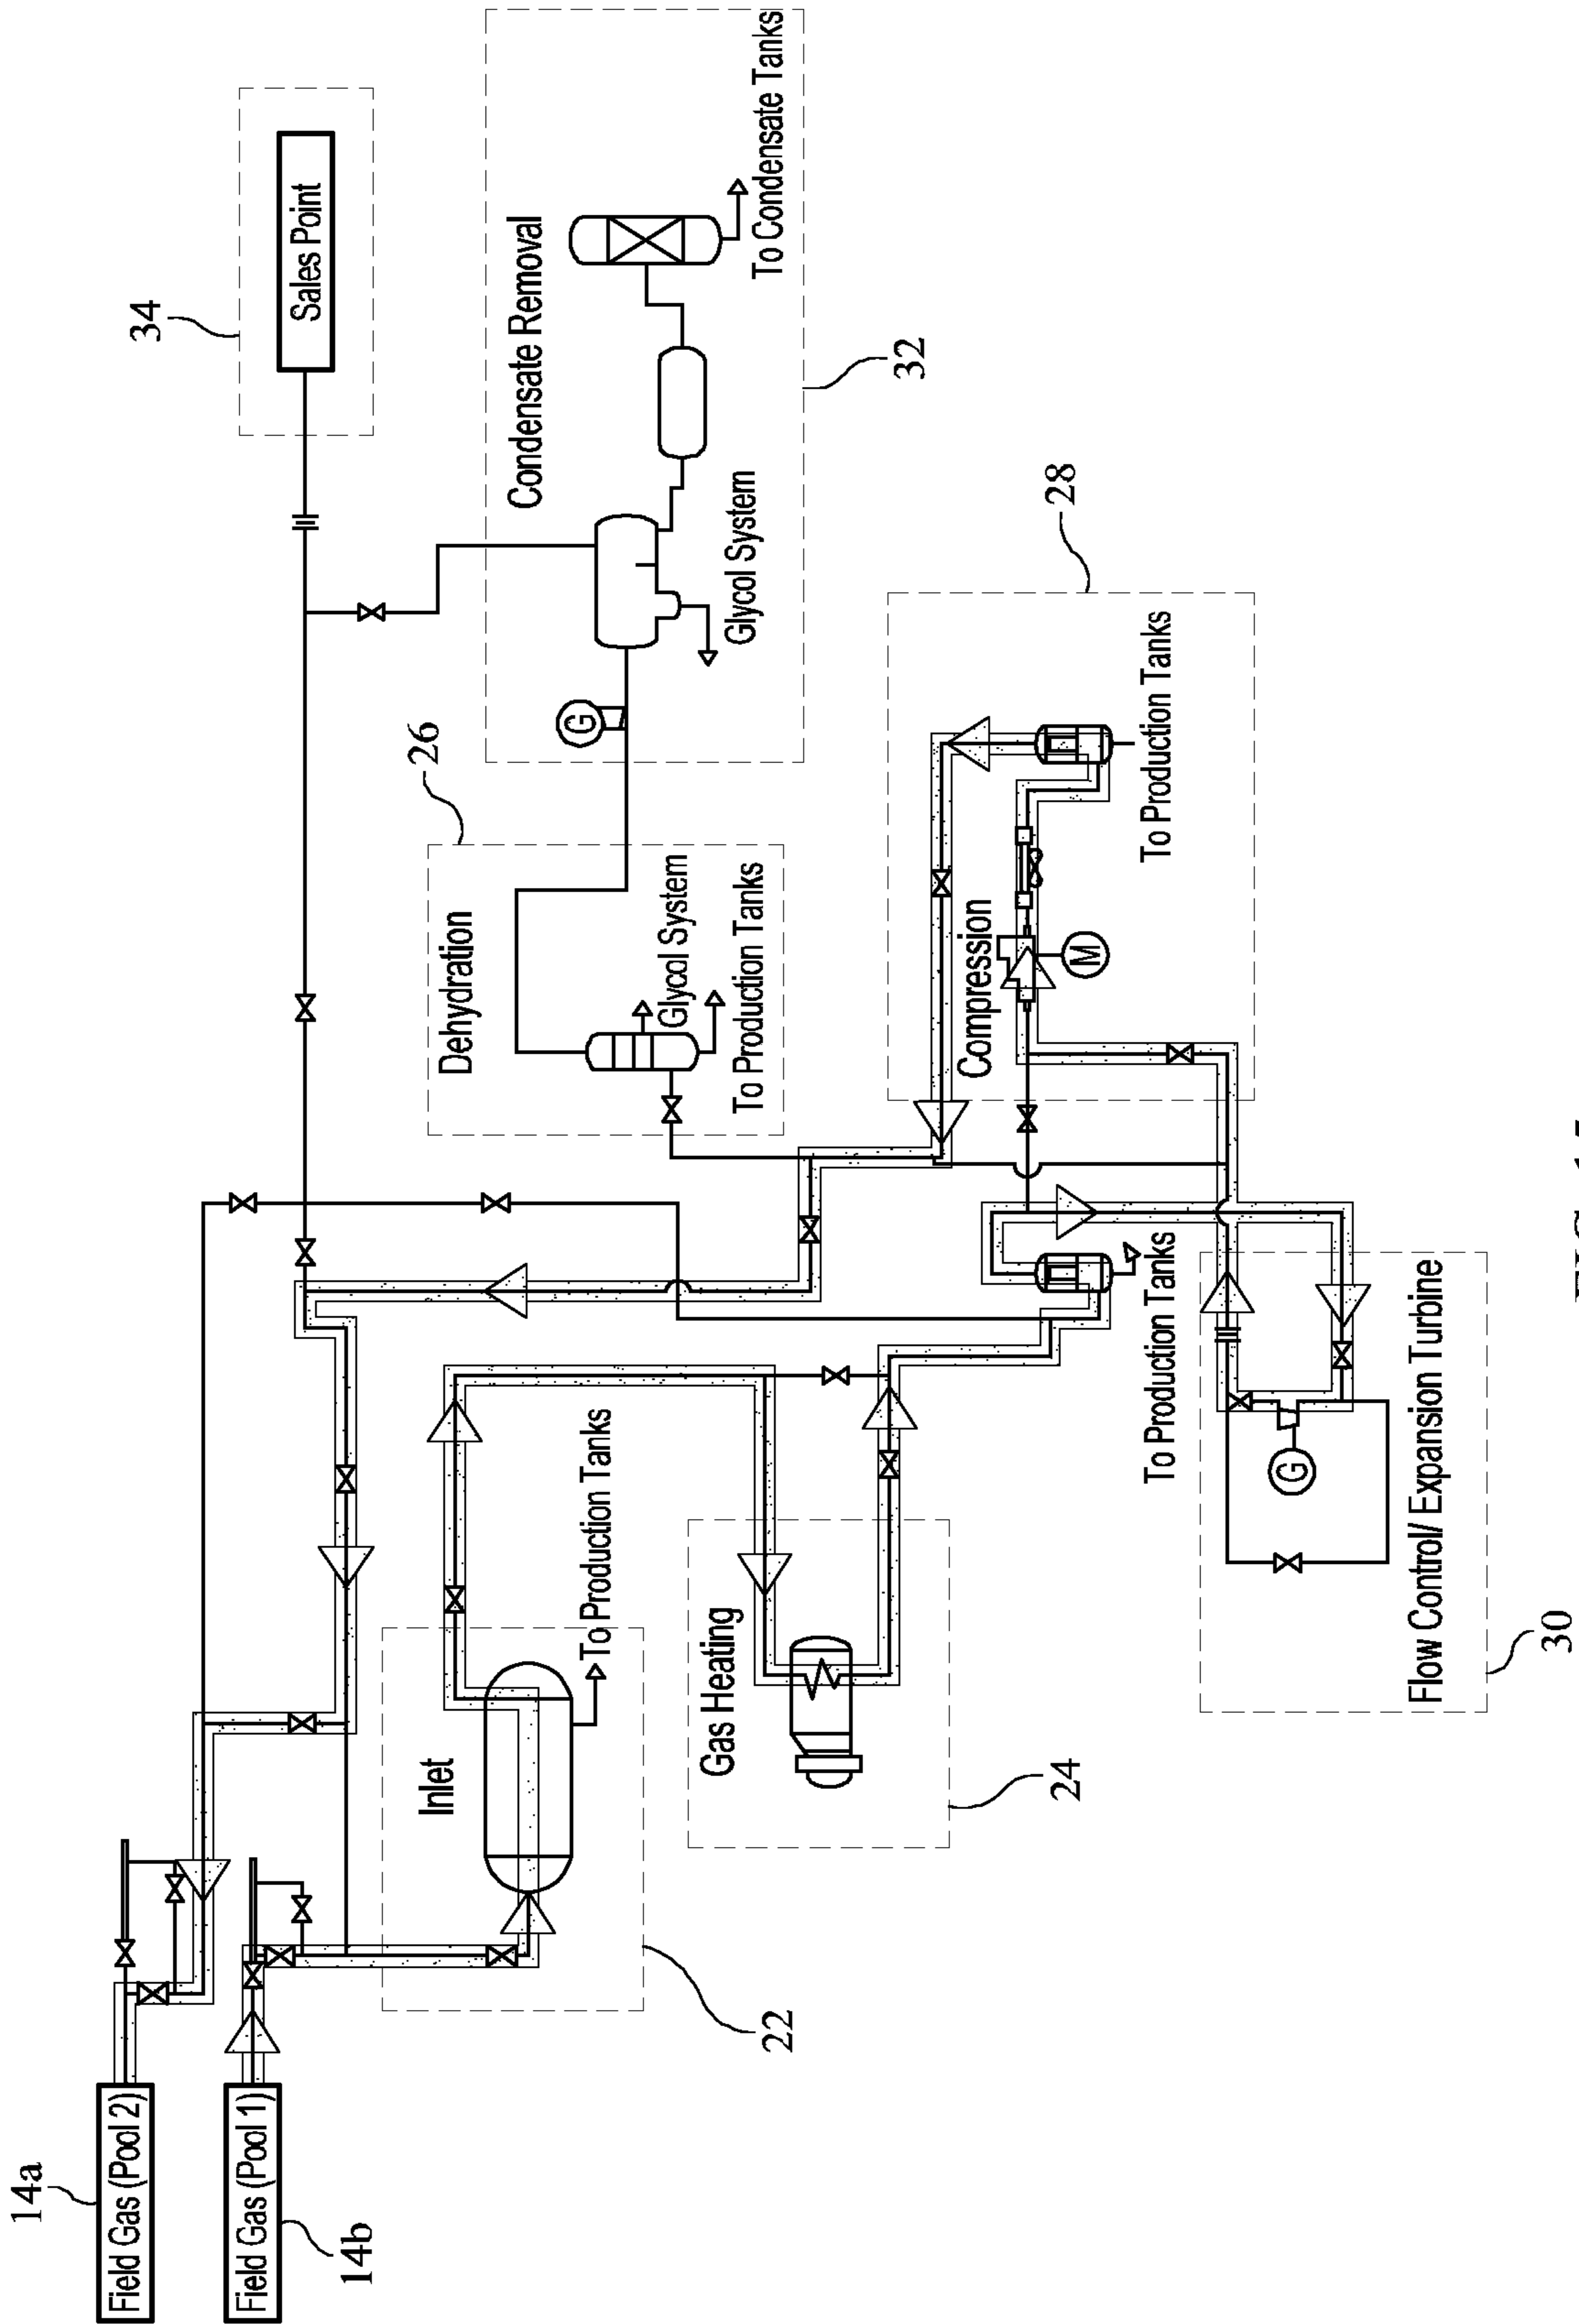 14a
Field Gas (Pool 2)
Field Gas (Pool 1)
14b
34
Sales Point
Condensate Removal
To Condensate Tanks
32
G
Glycol System
26
Dehydration
Glycol System
To Production Tanks
28
Compression
M
To Production Tanks
Inlet
To Production Tanks
22
Gas Heating
24
To Production Tanks
G
Flow Control/ Expansion Turbine
30